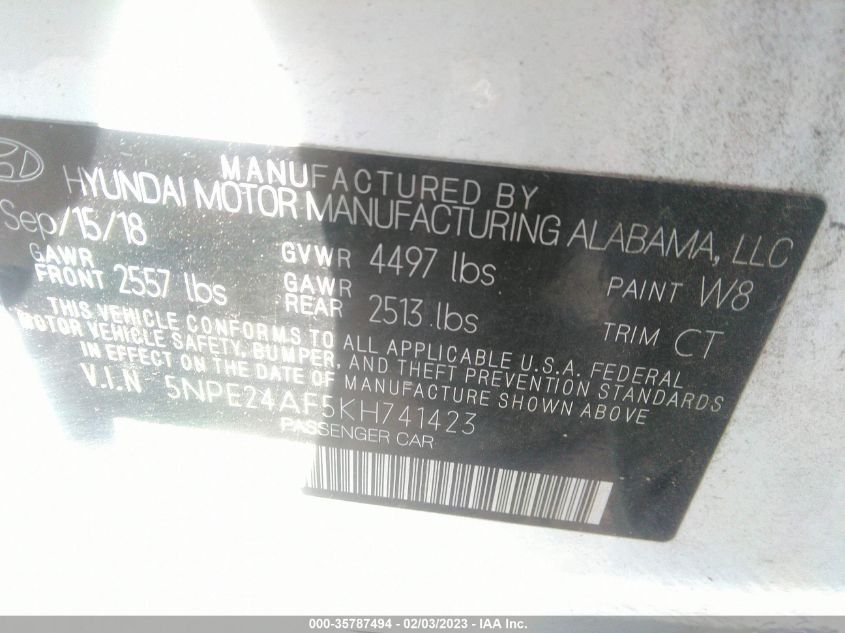 MANUFACTURED BY
HYUNDAI MOTOR MANUFACTURING ALABAMA, LLC
Sep/15/18
GVWR 4497 lbs
PAINT W8
GAWR FRONT 2557 lbs
GAWR REAR 2513 lbs
TRIM CT
THIS VEHICLE CONFORMS TO ALL APPLICABLE U.S.A. FEDERAL
MOTOR VEHICLE SAFETY, BUMPER, AND THEFT PREVENTION STANDARDS
IN EFFECT ON THE DATE OF MANUFACTURE SHOWN ABOVE.
V.I.N 5NPE24AF5KH741423
PASSENGER CAR
000-35787494 - 02/03/2023 - IAA Inc.